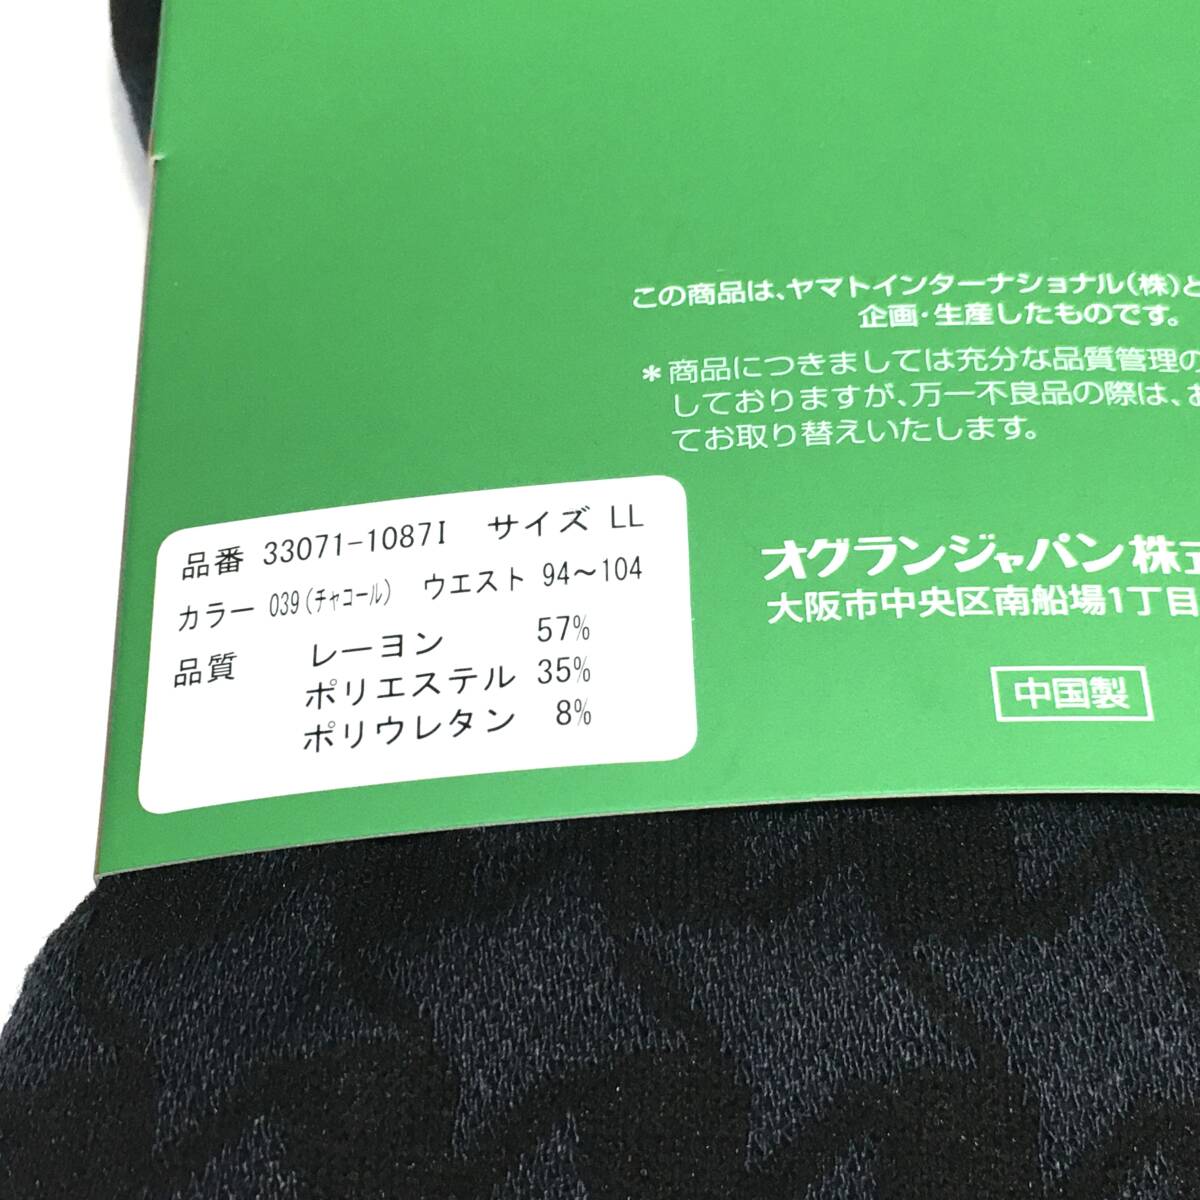 この商品は、ヤマトインターナショナル(株)と
企画・生産したものです。
＊商品につきましては充分な品質管理の
しておりますが、万一不良品の際は、お
てお取り替えいたします。
オグランジャパン株式
大阪市中央区南船場1丁目
中国製
品番 33071-1087I サイズ LL
カラー 039(チャコール) ウエスト 94～104
品質 レーヨン 57%
ポリエステル 35%
ポリウレタン 8%